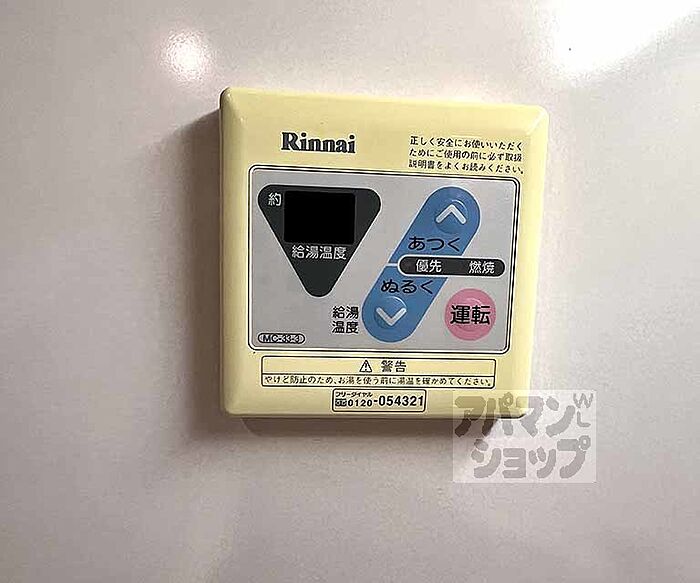 Rinnai
正しく安全にお使いいただく
ためにご使用の前に必ず取扱
説明書をよくお読みください。
約
給湯温度
あつく
優先 燃焼
ぬるく
給湯
温度
運転
MC-33-3
警告
やけど防止のため、お湯を使う前に湯温を確かめてください。
フリーダイヤル
0120-054321
アパマン
ショップ
WILL